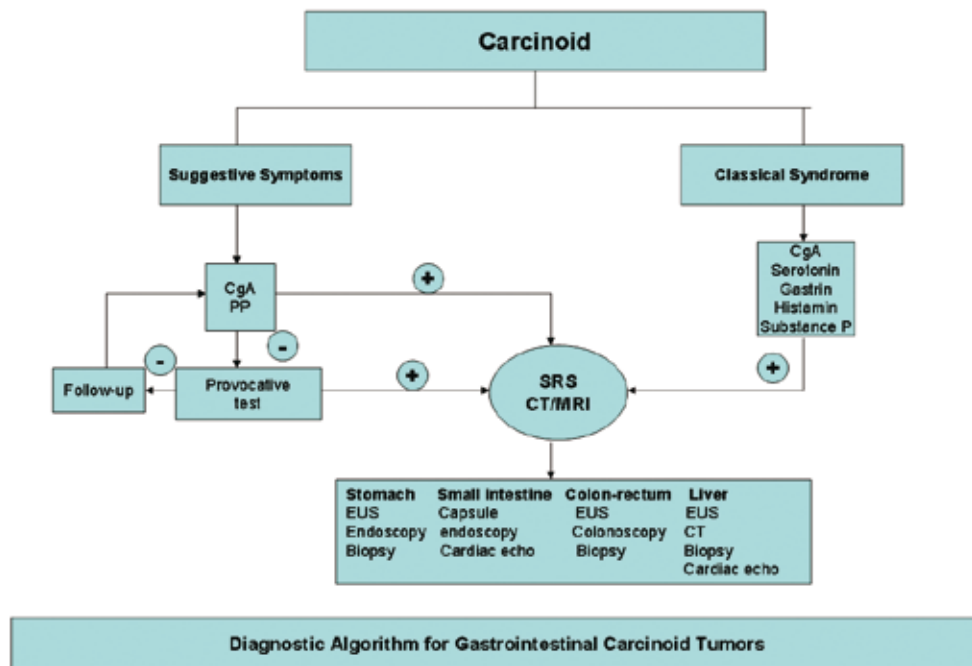 Carcinoid
Suggestive Symptoms
Classical Syndrome
CgA
PP
+
CgA
Serotonin
Gastrin
Histamin
Substance P
-
-
Follow-up
Provocative
test
+
+
SRS
CT/MRI
Stomach Small intestine Colon-rectum Liver
EUS Capsule EUS EUS
Endoscopy endoscopy Colonoscopy CT
Biopsy Cardiac echo Biopsy Biopsy
Cardiac echo
Diagnostic Algorithm for Gastrointestinal Carcinoid Tumors